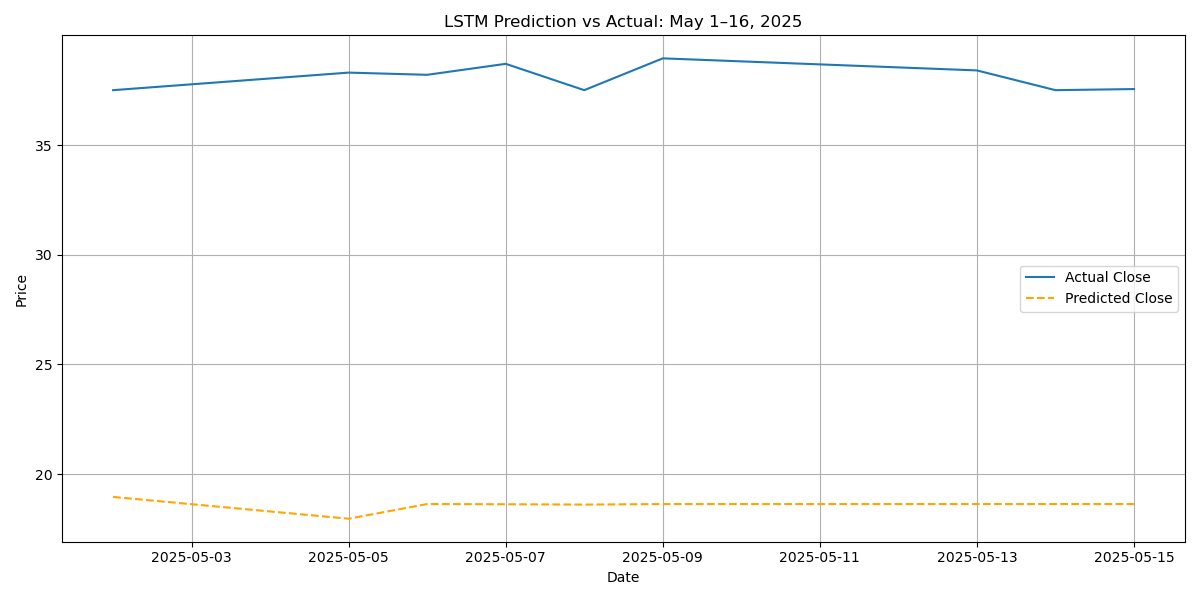 LSTM Prediction vs Actual: May 1–16, 2025
Price
35
30
25
20
Actual Close
Predicted Close
2025-05-03
2025-05-05
2025-05-07
2025-05-09
2025-05-11
2025-05-13
2025-05-15
Date